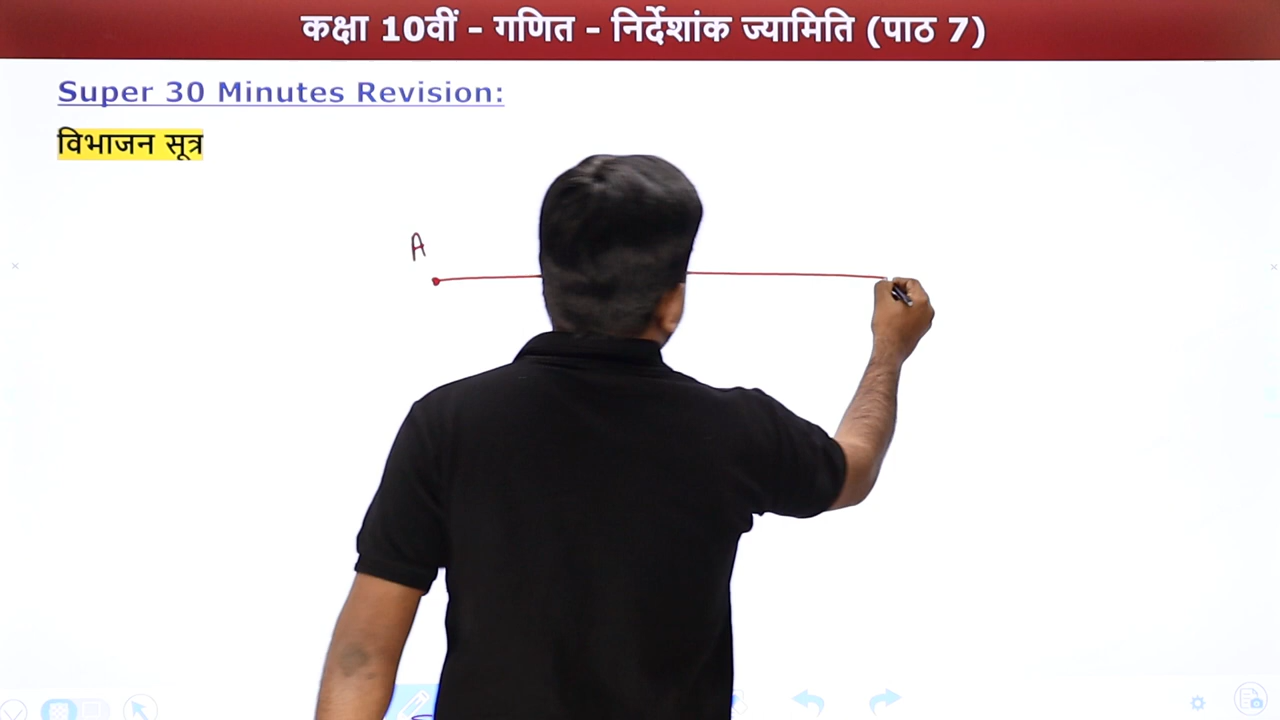 कक्षा 10वीं - गणित - निर्देशांक ज्यामिति (पाठ 7)
Super 30 Minutes Revision:
विभाजन सूत्र
A